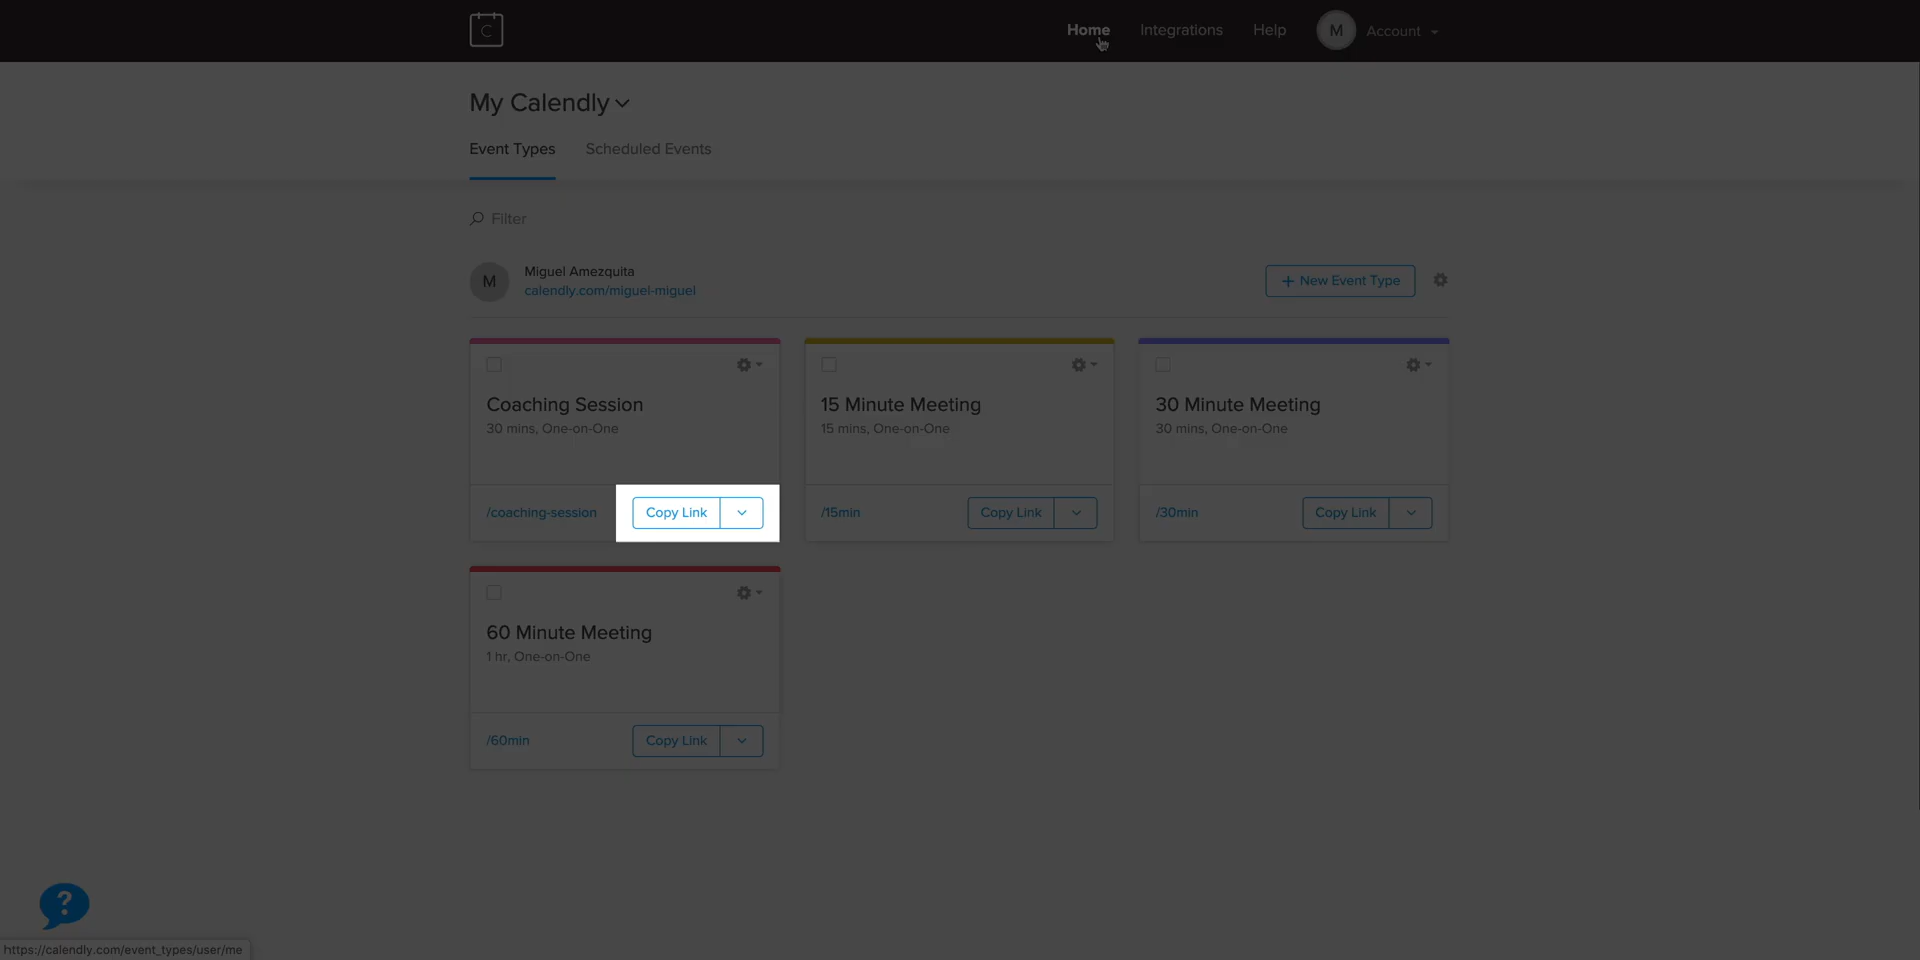 C
Home
Integrations
Help
M
Account
My Calendly
Event Types
Scheduled Events
Filter
M
Miguel Amezquita
calendly.com/miguel-miguel
+ New Event Type
Coaching Session
30 mins, One-on-One
/coaching-session
Copy Link
15 Minute Meeting
15 mins, One-on-One
/15min
Copy Link
30 Minute Meeting
30 mins, One-on-One
/30min
Copy Link
60 Minute Meeting
1 hr, One-on-One
/60min
Copy Link
?
https://calendly.com/event_types/user/me